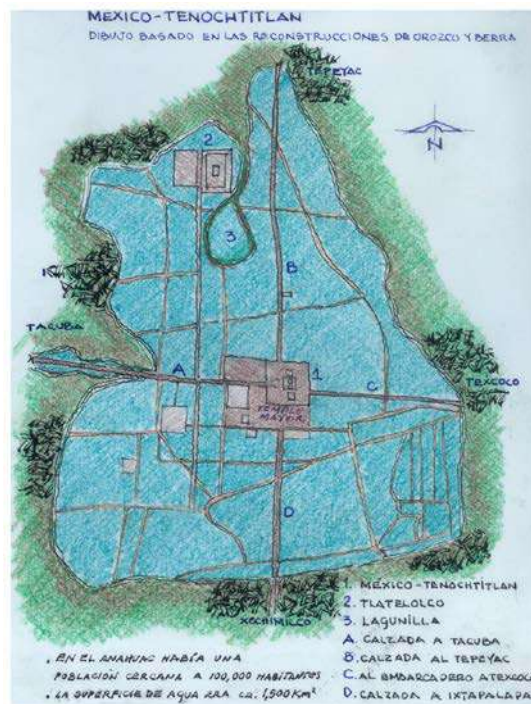 MEXICO-TENOCHTITLAN
DIBUJO BASADO EN LAS RECONSTRUCCIONES DE OROZCO Y BERRA
TEPEYAC
N
2
3
B
TACUBA
A
1
C
TEXCOCO
TEMPLO
MAYOR
D
XOCHIMILCO
1. MEXICO-TENOCHTITLAN
2. TLATELOLCO
3. LAGUNILLA
A. CALZADA A TACUBA
B. CALZADA AL TEPEYAC
C. AL EMBARCADERO A TEXCOCO
D. CALZADA A IXTAPALAPA
. EN EL ANAHUAC HABÍA UNA
POBLACIÓN CERCANA A 100,000 HABITANTES
. LA SUPERFICIE DE AGUA ERA CA. 1,500 KM²